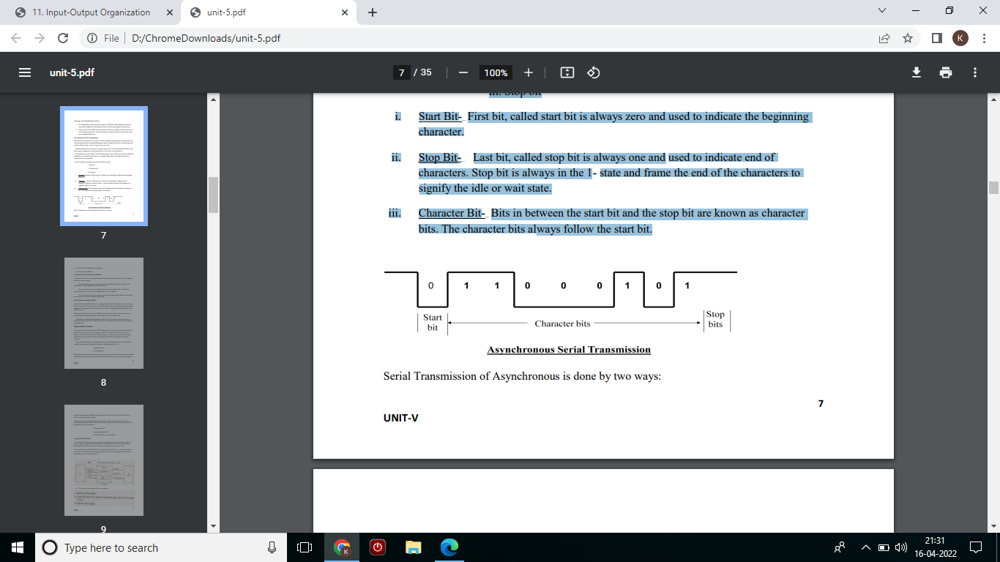 11. Input-Output Organization
unit-5.pdf
File
D:/ChromeDownloads/unit-5.pdf
K
unit-5.pdf
7 / 35
100%
7
8
9
iii. Stop bit
i. Start Bit- First bit, called start bit is always zero and used to indicate the beginning
character.
ii. Stop Bit- Last bit, called stop bit is always one and used to indicate end of
characters. Stop bit is always in the 1- state and frame the end of the characters to
signify the idle or wait state.
iii. Character Bit- Bits in between the start bit and the stop bit are known as character
bits. The character bits always follow the start bit.
0 1 1 0 0 0 1 0 1
Start
bit
Character bits
Stop
bits
Asynchronous Serial Transmission
Serial Transmission of Asynchronous is done by two ways:
7
UNIT-V
Type here to search
K
21:31
16-04-2022